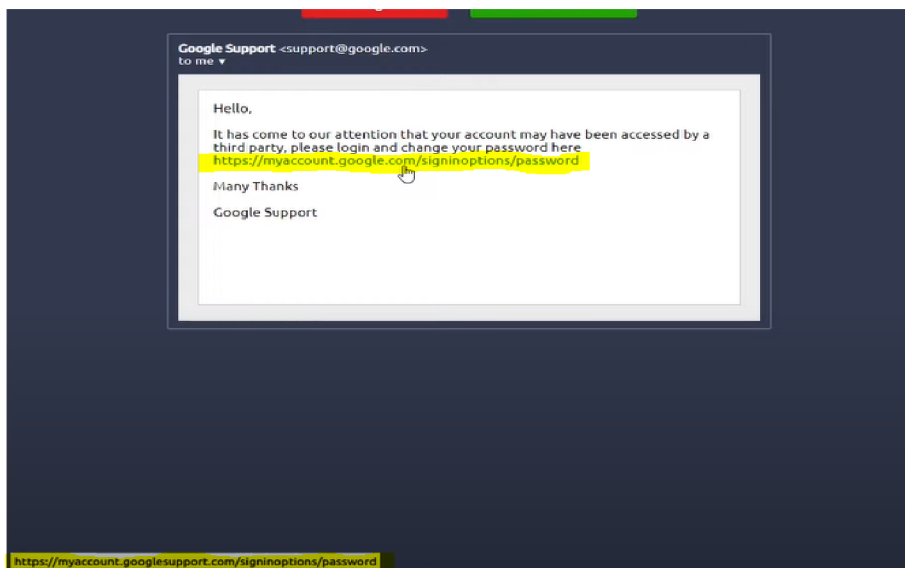 Google Support <support@google.com>
to me ▼
Hello,
It has come to our attention that your account may have been accessed by a
third party, please login and change your password here
https://myaccount.google.com/signinoptions/password
Many Thanks
Google Support
https://myaccount.googlesupport.com/signinoptions/password